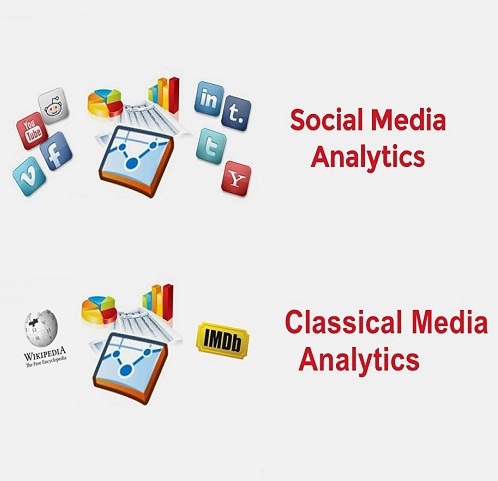 You
Tube
f
v
in
t.
t
Y
Social Media
Analytics
WIKIPEDIA
The Free Encyclopedia
IMDb
Classical Media
Analytics